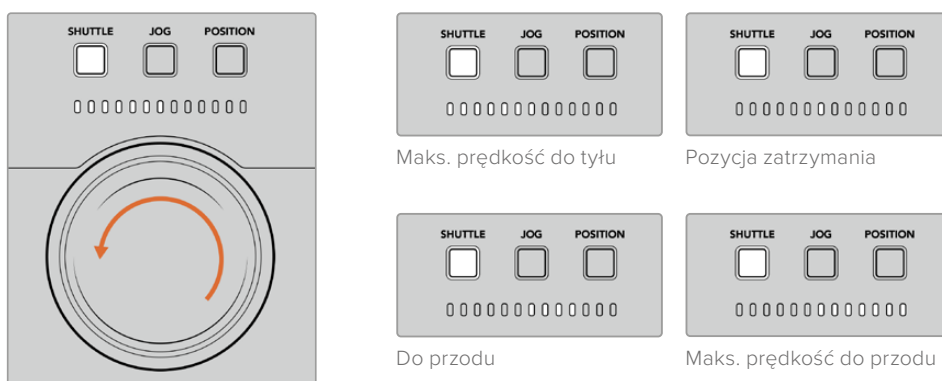 SHUTTLE JOG POSITION
SHUTTLE JOG POSITION
Maks. prędkość do tyłu
SHUTTLE JOG POSITION
Pozycja zatrzymania
SHUTTLE JOG POSITION
Do przodu
SHUTTLE JOG POSITION
Maks. prędkość do przodu